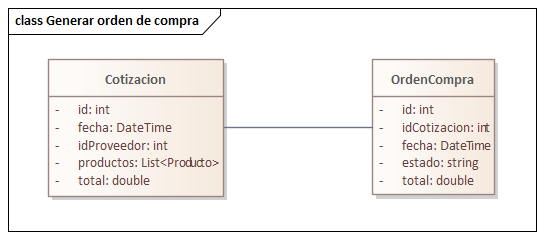 class Generar orden de compra
Cotizacion
- id: int
- fecha: DateTime
- idProveedor: int
- productos: List<Producto>
- total: double
OrdenCompra
- id: int
- idCotizacion: int
- fecha: DateTime
- estado: string
- total: double